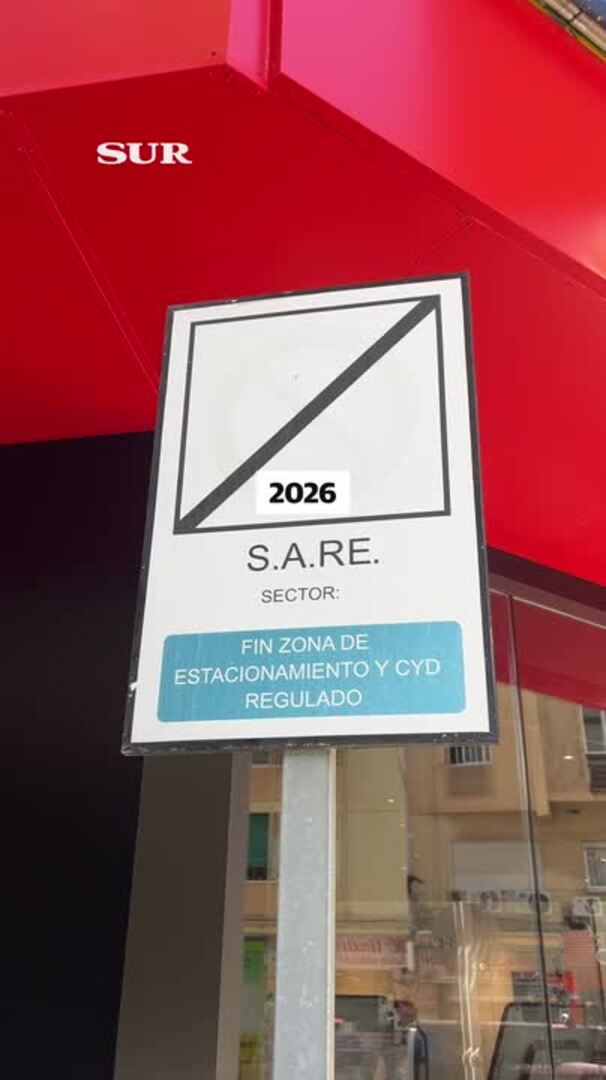 SUR
2026
S.A.RE.
SECTOR:
FIN ZONA DE
ESTACIONAMIENTO Y CYD
REGULADO